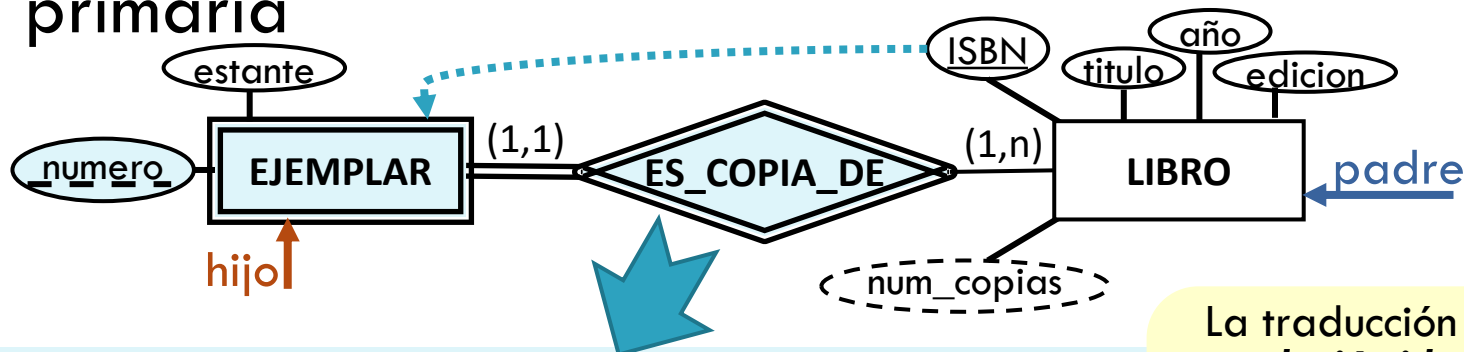 primaria
estante
ISBN
titulo
año
edicion
numero
EJEMPLAR
(1,1)
ES_COPIA_DE
(1,n)
LIBRO
padre
hijo
num_copias
La traducción